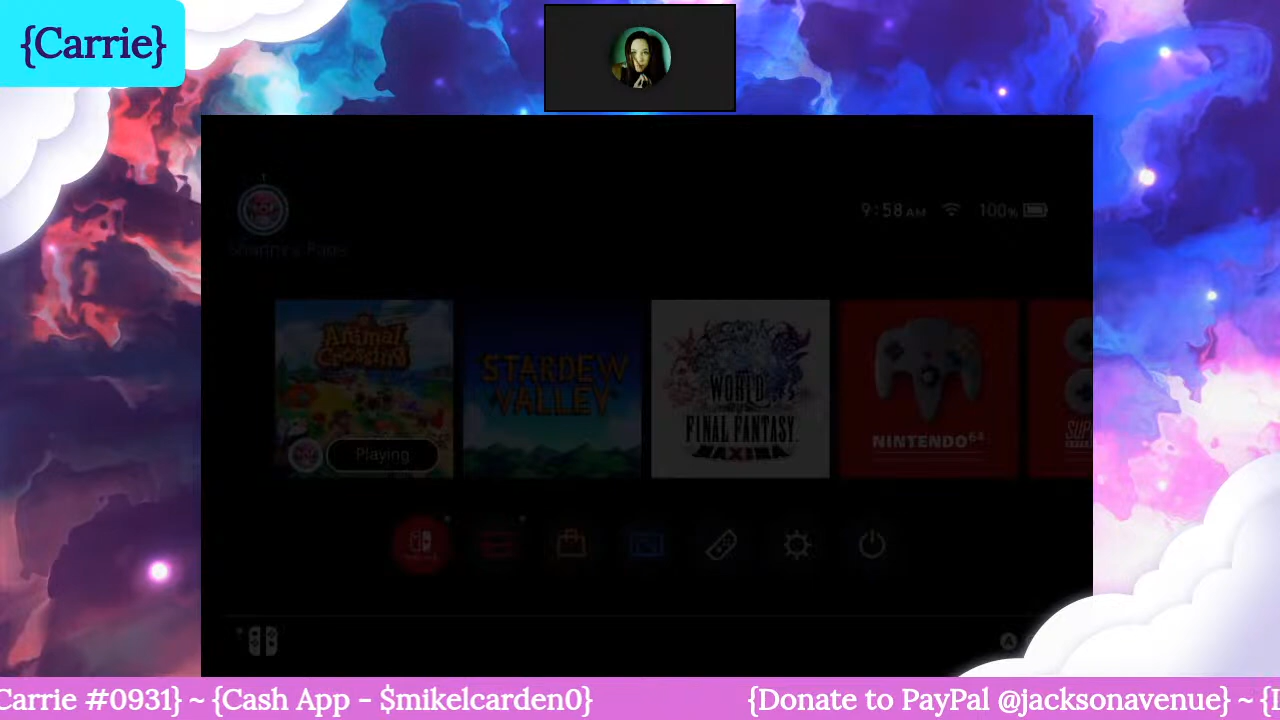 {Carrie}
9:58 AM 100%
Animal Crossing
STARDEW VALLEY
WORLD OF FINAL FANTASY MAXIMA
NINTENDO 64
SUP
Playing
Carrie #0931} ~ {Cash App - $mikelcarden0} {Donate to PayPal @jacksonavenue} ~ {